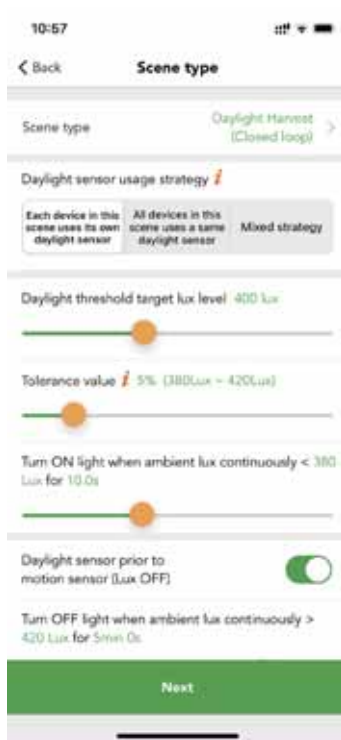 10:57
Back
Scene type
Scene type
Daylight Harvest
(Closed loop)
Daylight sensor usage strategy i
Each device in this
scene uses its own
daylight sensor
All devices in this
scene uses a same
daylight sensor
Mixed strategy
Daylight threshold target lux level 400 lux
Tolerance value i 5% (380Lux ~ 420Lux)
Turn ON light when ambient lux continuously < 380
Lux for 10.0s
Daylight sensor prior to
motion sensor (Lux OFF)
Turn OFF light when ambient lux continuously >
420 Lux for 5min 0s
Next